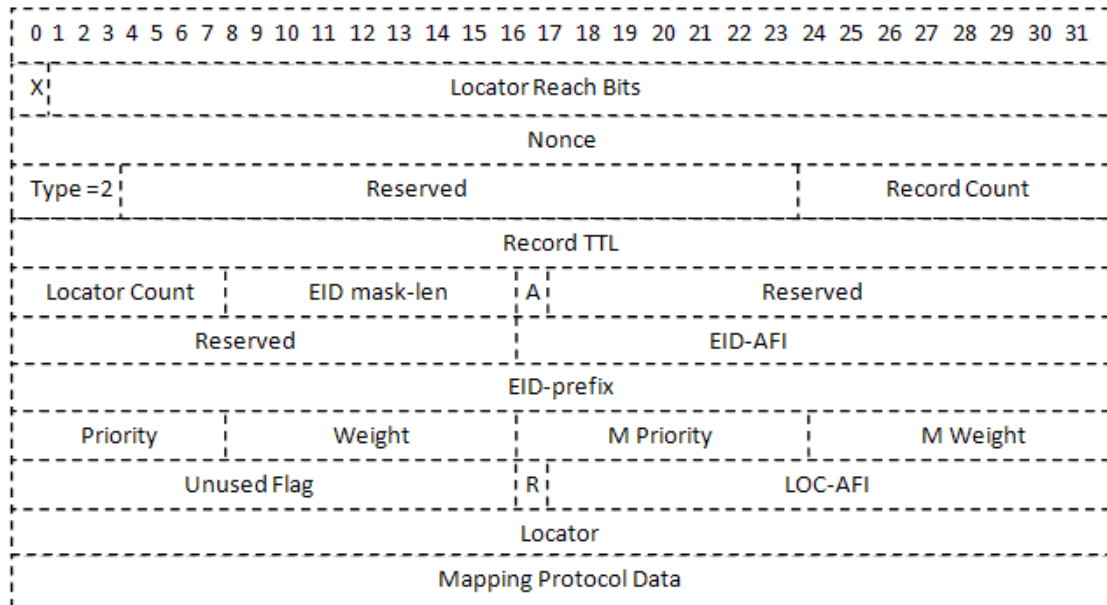 0 1 2 3 4 5 6 7 8 9 10 11 12 13 14 15 16 17 18 19 20 21 22 23 24 25 26 27 28 29 30 31
X Locator Reach Bits
Nonce
Type =2 Reserved Record Count
Record TTL
Locator Count EID mask-len A Reserved
Reserved EID-AFI
EID-prefix
Priority Weight M Priority M Weight
Unused Flag R LOC-AFI
Locator
Mapping Protocol Data